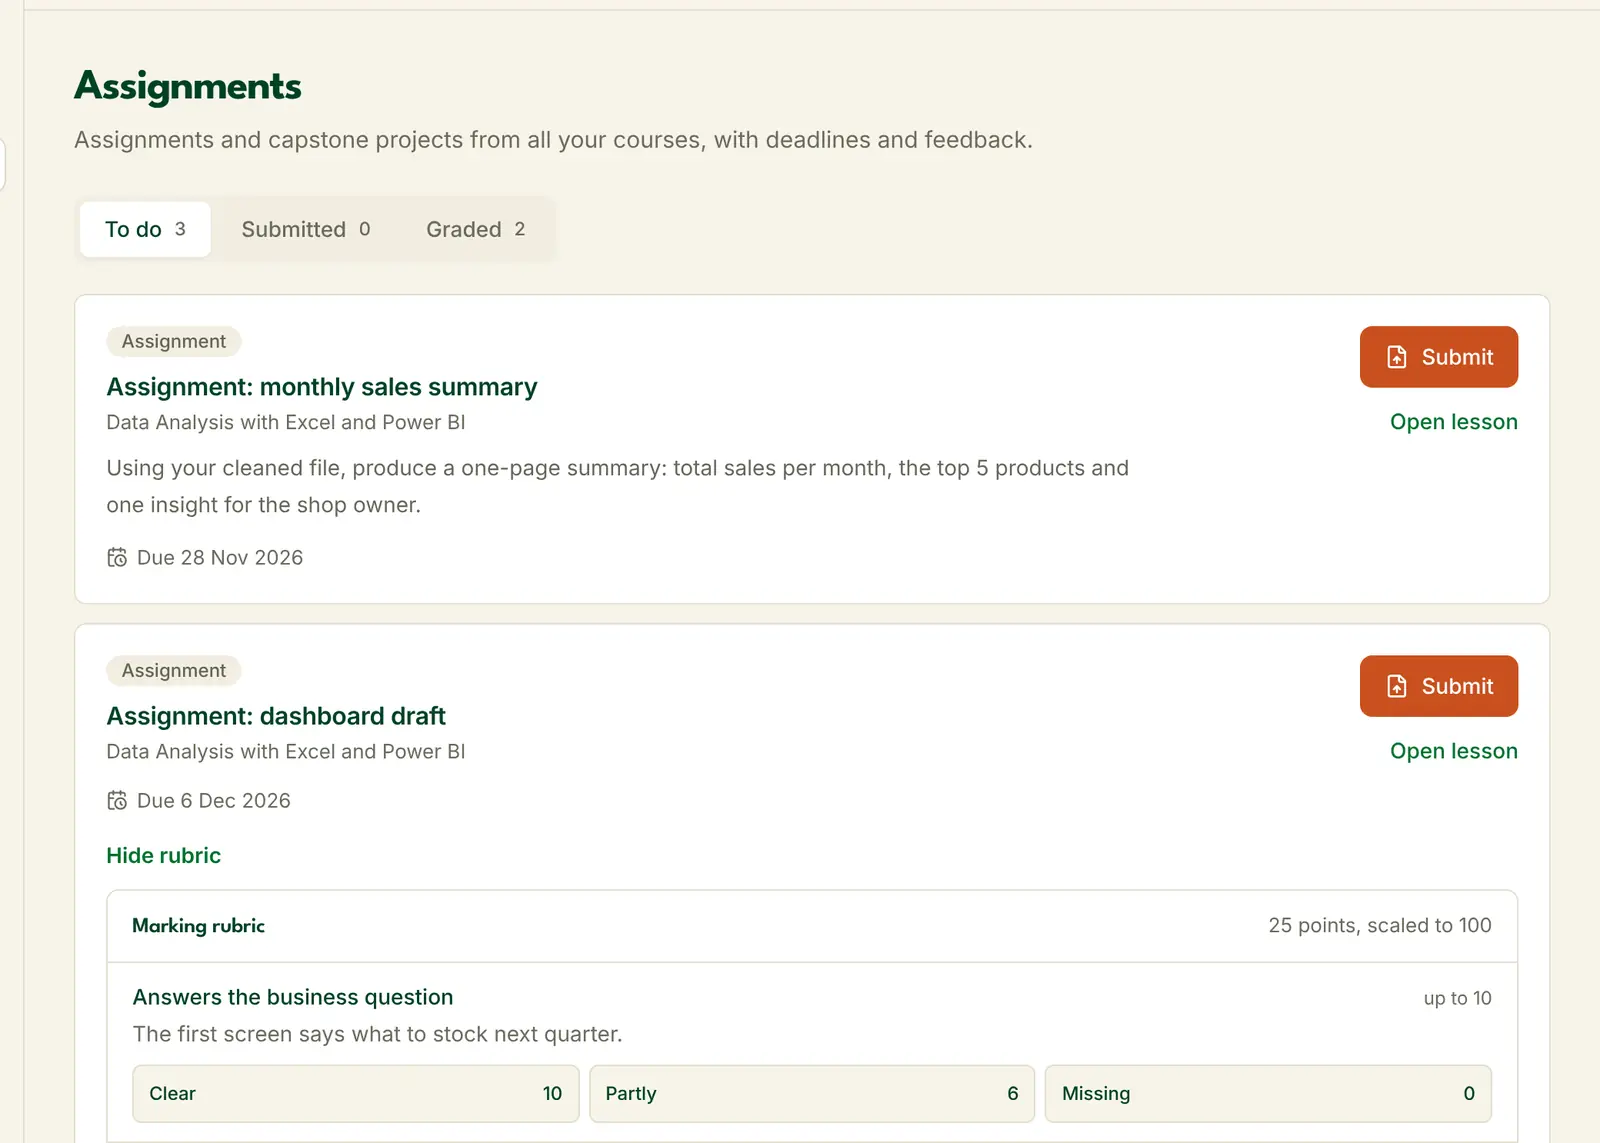 Assignments
Assignments and capstone projects from all your courses, with deadlines and feedback.
To do 3
Submitted 0
Graded 2
Assignment
Submit
Assignment: monthly sales summary
Data Analysis with Excel and Power BI
Open lesson
Using your cleaned file, produce a one-page summary: total sales per month, the top 5 products and
one insight for the shop owner.
Due 28 Nov 2026
Assignment
Submit
Assignment: dashboard draft
Data Analysis with Excel and Power BI
Open lesson
Due 6 Dec 2026
Hide rubric
Marking rubric
25 points, scaled to 100
Answers the business question
up to 10
The first screen says what to stock next quarter.
Clear 10
Partly 6
Missing 0